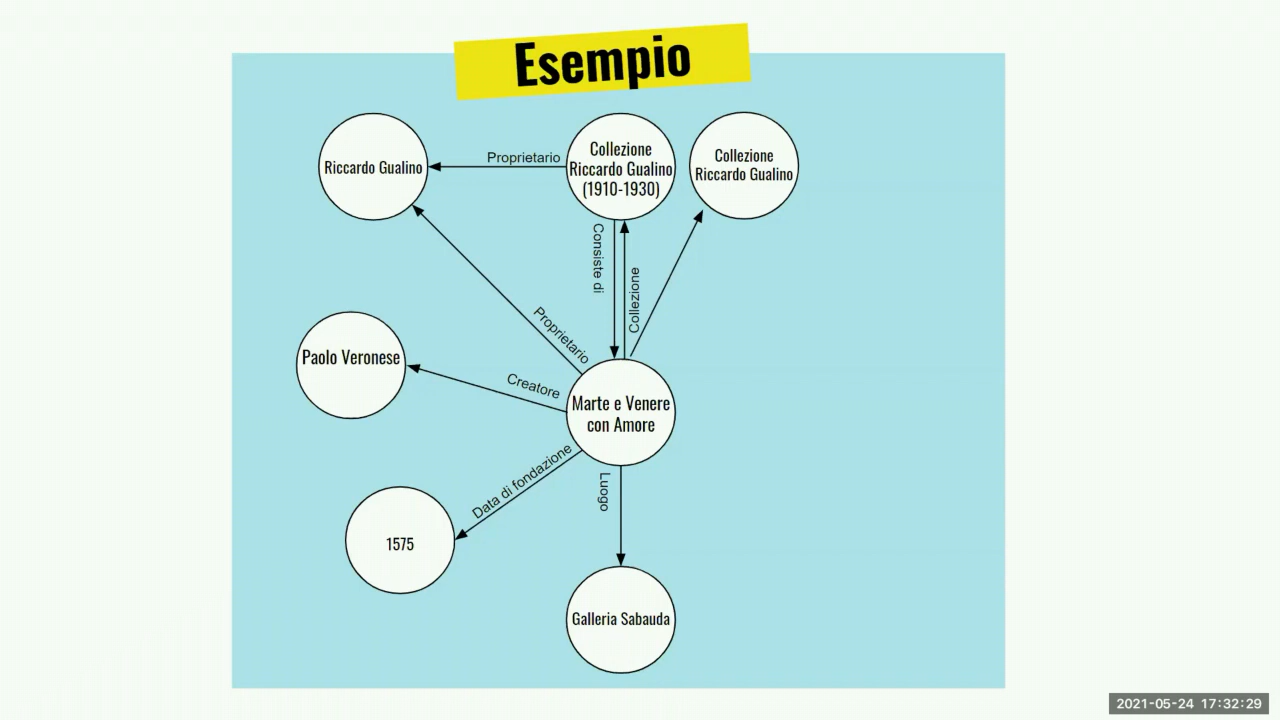 Esempio
Riccardo Gualino
Proprietario
Collezione
Riccardo Gualino
(1910-1930)
Collezione
Riccardo Gualino
Consiste di
Collezione
Proprietario
Paolo Veronese
Creatore
Marte e Venere
con Amore
Data di fondazione
Luogo
1575
Galleria Sabauda
2021-05-24 17:32:29